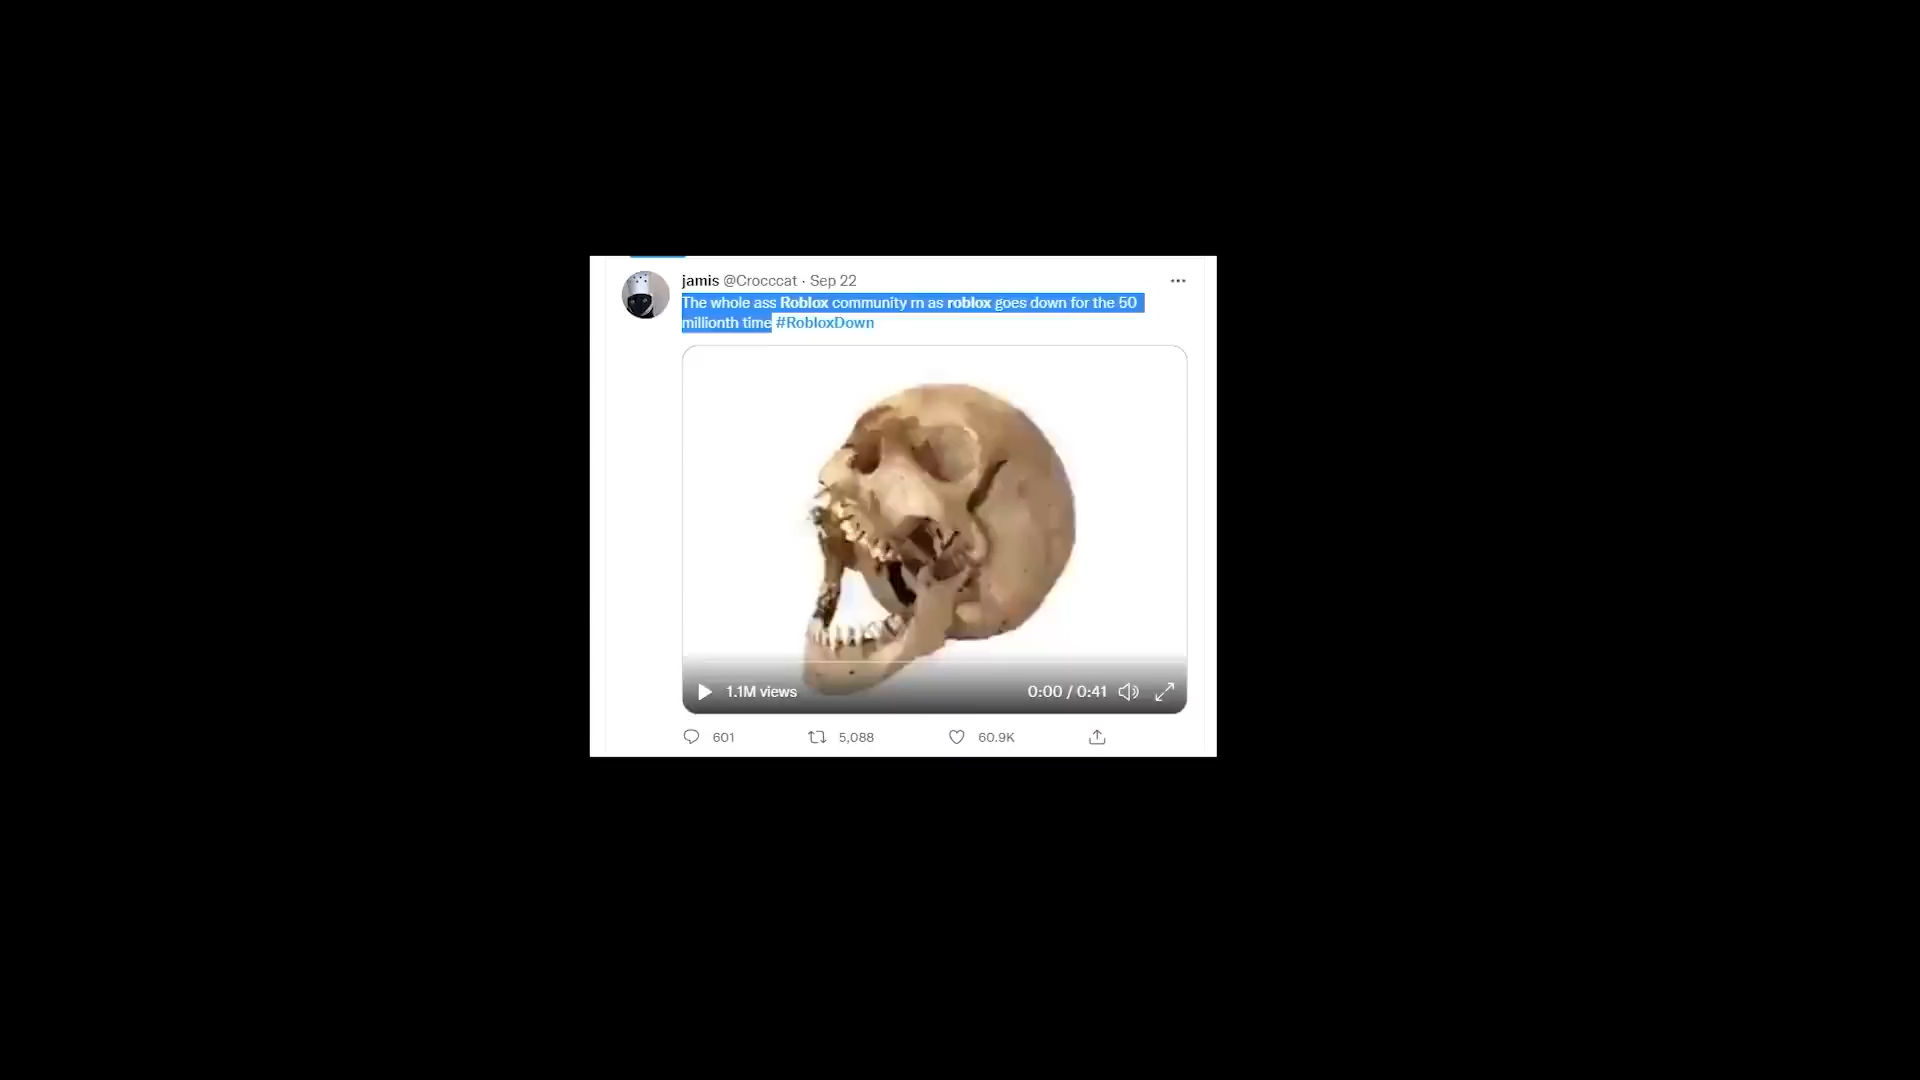 jamis @Crocccat · Sep 22
The whole ass Roblox community rn as roblox goes down for the 50
millionth time #RobloxDown
1.1M views
0:00 / 0:41
601
5,088
60.9K